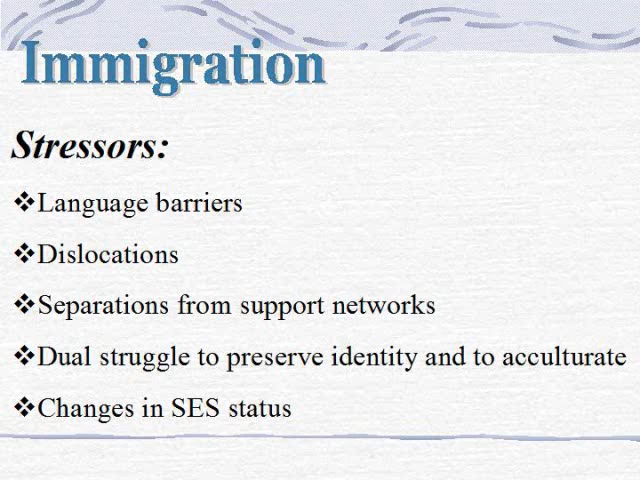 Immigration
Stressors:
❖Language barriers
❖Dislocations
❖Separations from support networks
❖Dual struggle to preserve identity and to acculturate
❖Changes in SES status